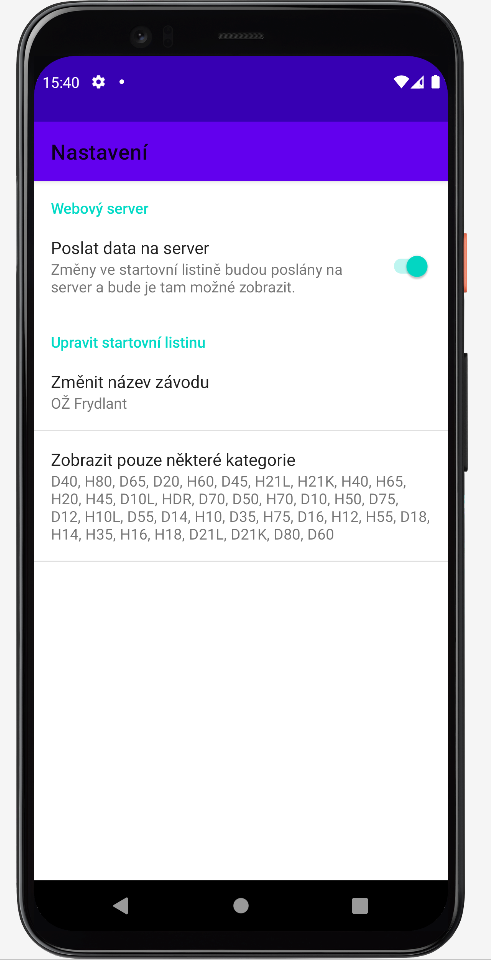 15:40
Nastavení
Webový server
Poslat data na server
Změny ve startovní listině budou poslány na
server a bude je tam možné zobrazit.
Upravit startovní listinu
Změnit název závodu
OŽ Frydlant
Zobrazit pouze některé kategorie
D40, H80, D65, D20, H60, D45, H21L, H21K, H40, H65,
H20, H45, D10L, HDR, D70, D50, H70, D10, H50, D75,
D12, H10L, D55, D14, H10, D35, H75, D16, H12, H55, D18,
H14, H35, H16, H18, D21L, D21K, D80, D60